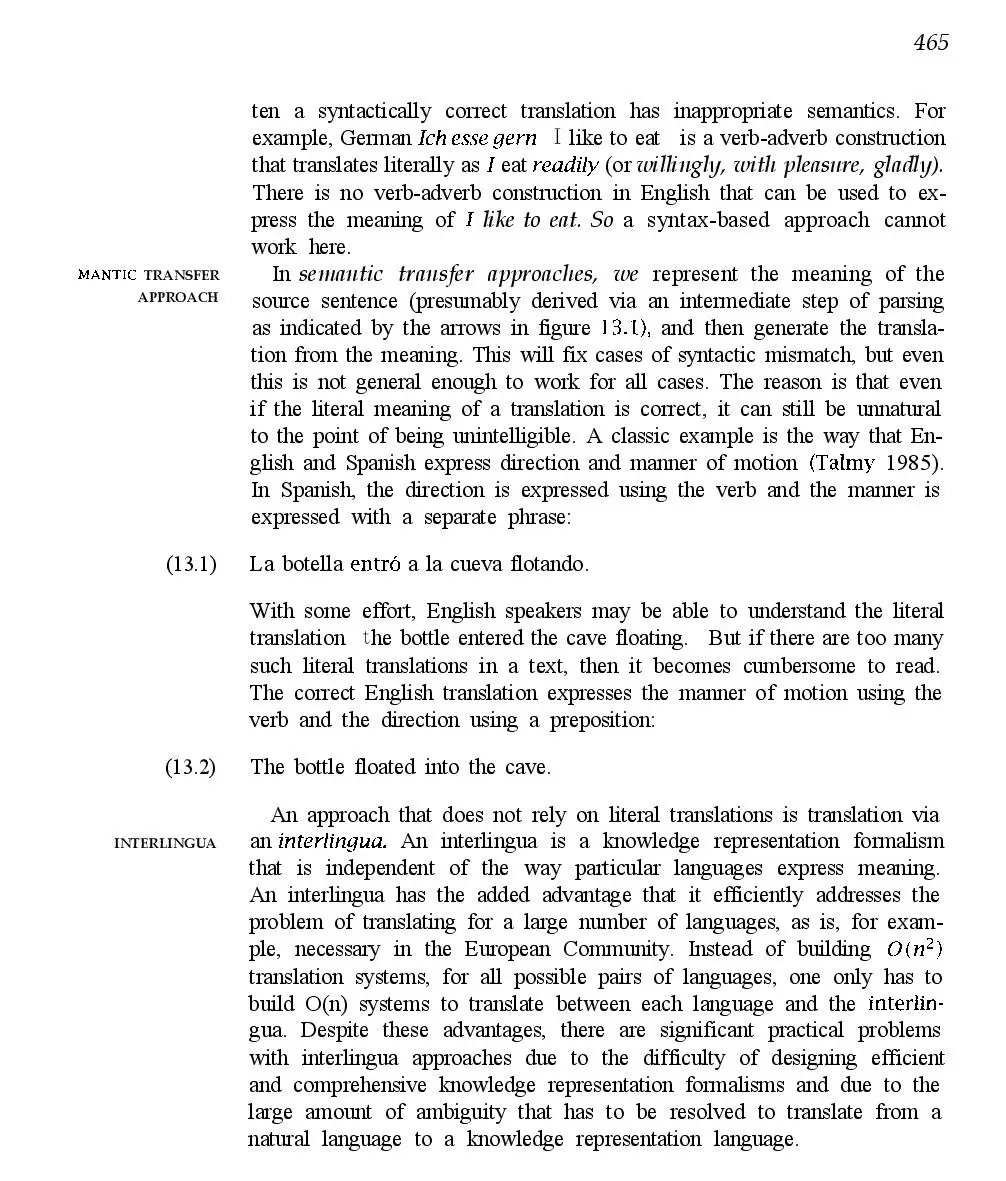 465
ten a syntactically correct translation has inappropriate semantics. For
example, German Ich esse gern I like to eat is a verb-adverb construction
that translates literally as I eat readily (or willingly, with pleasure, gladly).
There is no verb-adverb construction in English that can be used to ex-
press the meaning of I like to eat. So a syntax-based approach cannot
work here.
MANTIC TRANSFER
APPROACH
In semantic transfer approaches, we represent the meaning of the
source sentence (presumably derived via an intermediate step of parsing
as indicated by the arrows in figure 13.1), and then generate the transla-
tion from the meaning. This will fix cases of syntactic mismatch, but even
this is not general enough to work for all cases. The reason is that even
if the literal meaning of a translation is correct, it can still be unnatural
to the point of being unintelligible. A classic example is the way that En-
glish and Spanish express direction and manner of motion (Talmy 1985).
In Spanish, the direction is expressed using the verb and the manner is
expressed with a separate phrase:
(13.1) La botella entró a la cueva flotando.
With some effort, English speakers may be able to understand the literal
translation the bottle entered the cave floating. But if there are too many
such literal translations in a text, then it becomes cumbersome to read.
The correct English translation expresses the manner of motion using the
verb and the direction using a preposition:
(13.2) The bottle floated into the cave.
An approach that does not rely on literal translations is translation via
INTERLINGUA
an interlingua. An interlingua is a knowledge representation formalism
that is independent of the way particular languages express meaning.
An interlingua has the added advantage that it efficiently addresses the
problem of translating for a large number of languages, as is, for exam-
ple, necessary in the European Community. Instead of building O(n²)
translation systems, for all possible pairs of languages, one only has to
build O(n) systems to translate between each language and the interlin-
gua. Despite these advantages, there are significant practical problems
with interlingua approaches due to the difficulty of designing efficient
and comprehensive knowledge representation formalisms and due to the
large amount of ambiguity that has to be resolved to translate from a
natural language to a knowledge representation language.